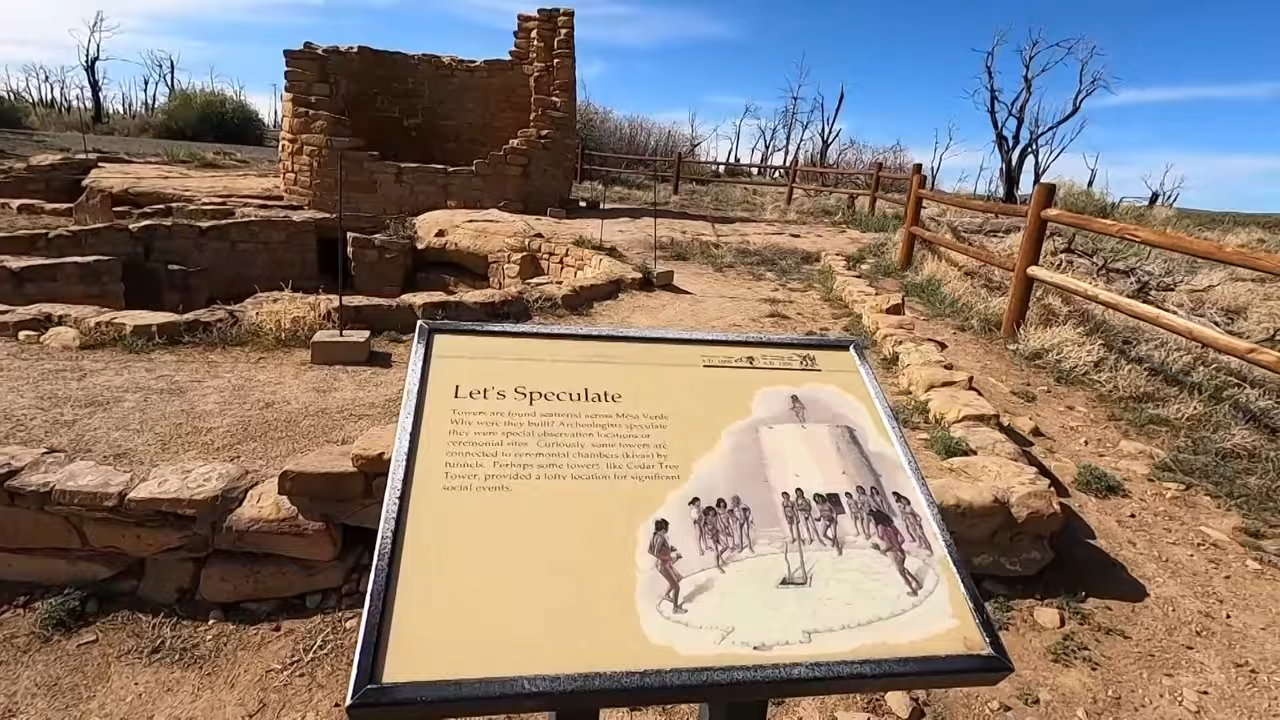 A.D. 1000 A.D. 1300
Let's Speculate
Towers are found scattered across Mesa Verde
Why were they built? Archeologists speculate
they were special observation locations or
ceremonial sites. Curiously, some towers are
connected to ceremonial chambers (kivas) by
tunnels. Perhaps some towers, like Cedar Tree
Tower, provided a lofty location for significant
social events.